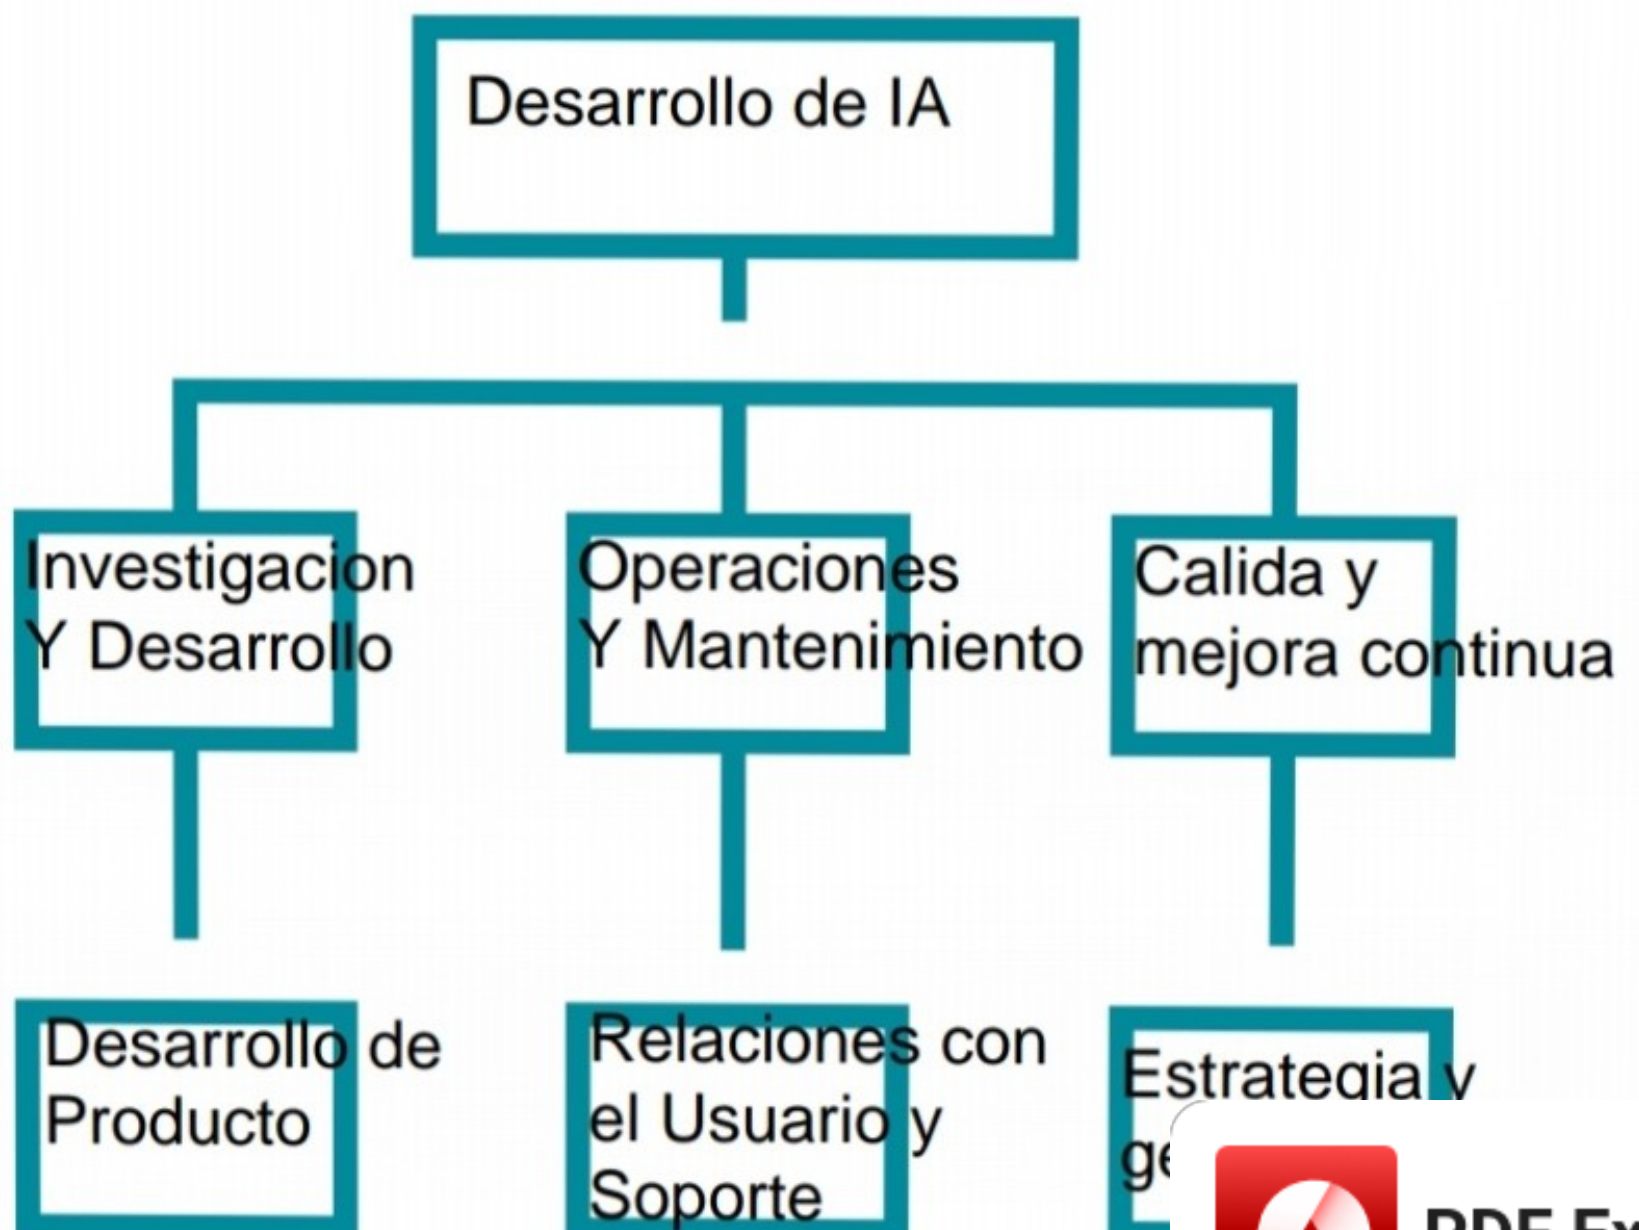 Desarrollo de IA
Investigacion
Y Desarrollo
Operaciones
Y Mantenimiento
Calida y
mejora continua
Desarrollo de
Producto
Relaciones con
el Usuario y
Soporte
Estrategia y
PDF